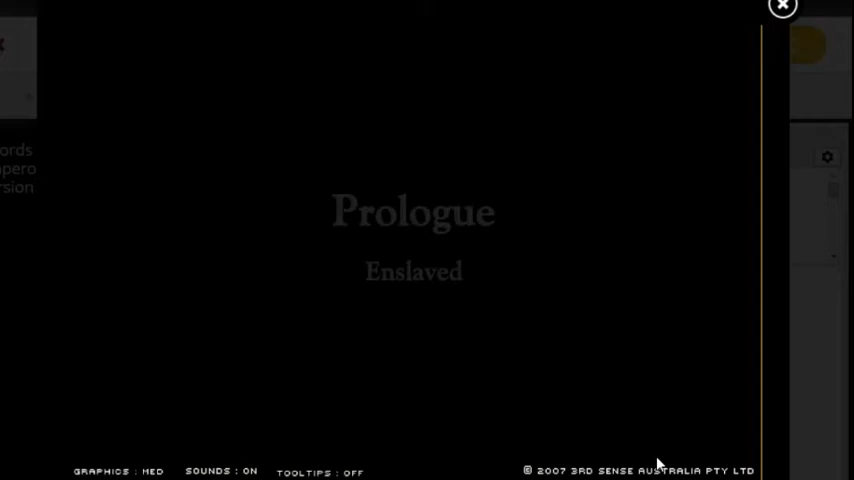 ords
pero
rsion
Prologue
Enslaved
GRAPHICS : MED SOUNDS : ON TOOLTIPS : OFF © 2007 3RD SENSE AUSTRALIA PTY LTD